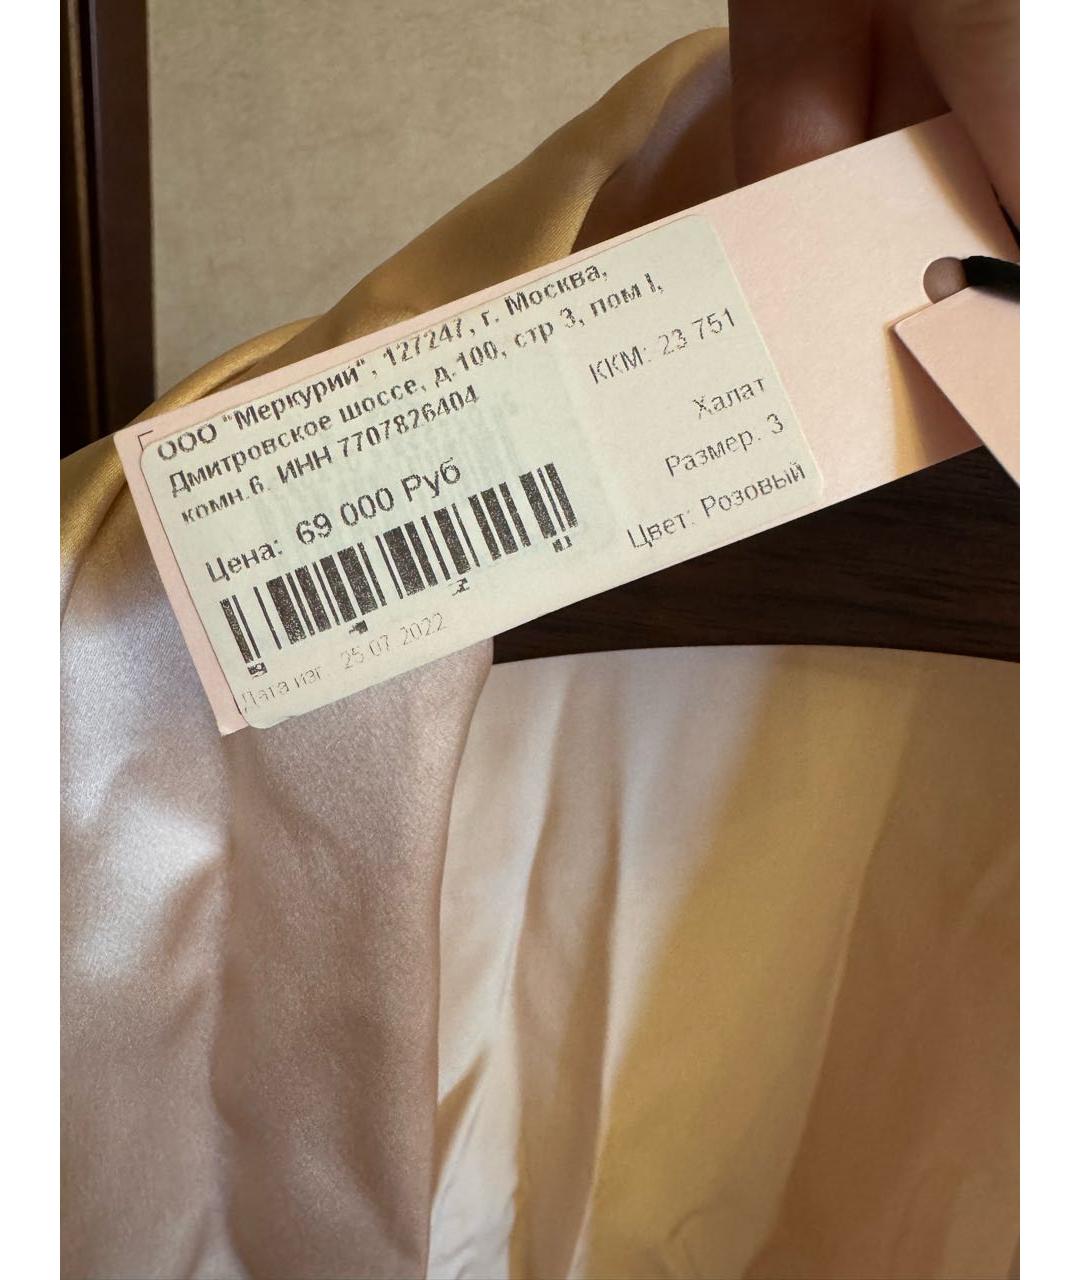 ООО "Меркурий", 127247, г. Москва,
Дмитровское шоссе, д.100, стр 3, пом I,
комн.6. ИНН 7707826404
Цена: 69 000 Руб
ККМ: 23 751
Халат
Размер. 3
Цвет: Розовый
Дата изг. 25 07 2022